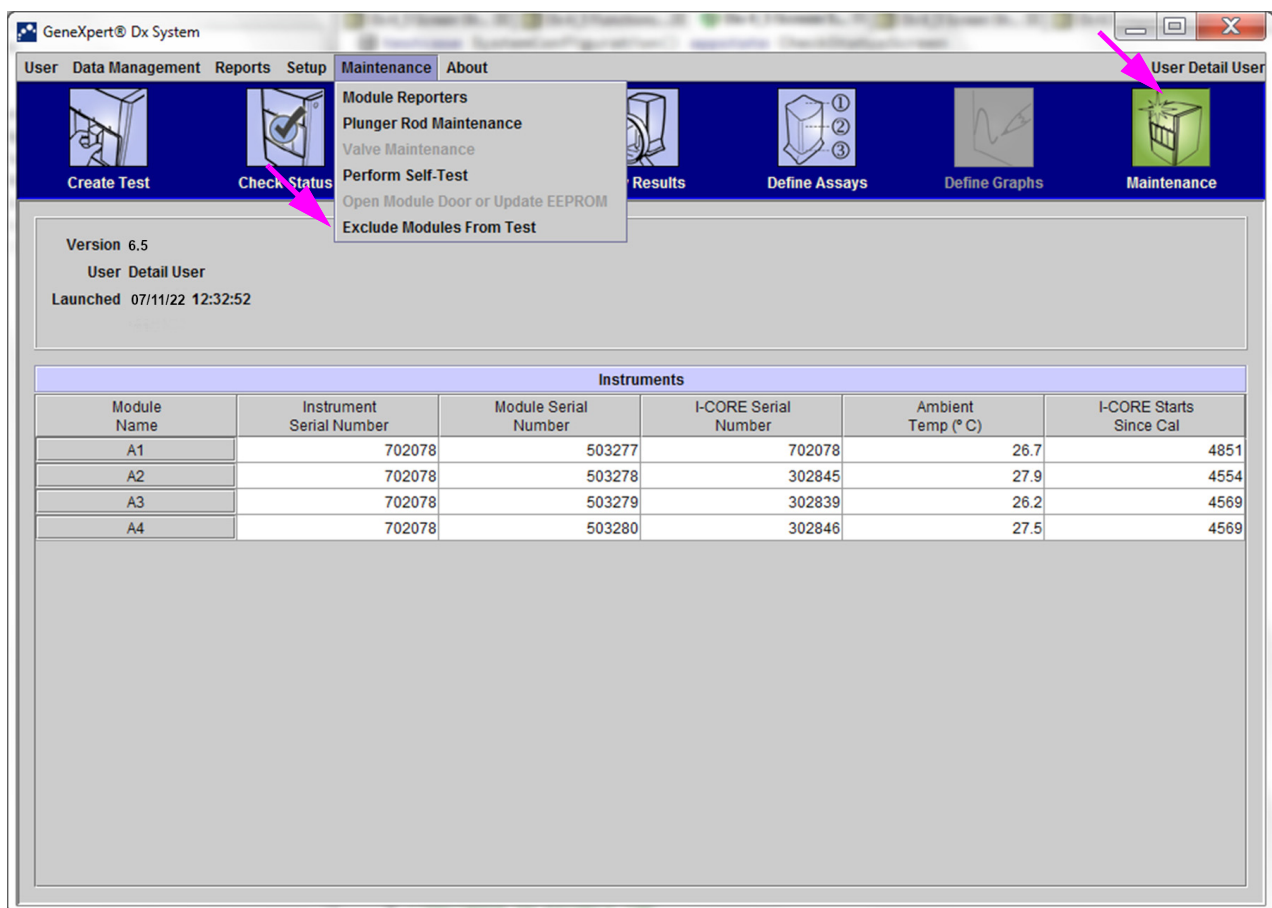 GeneXpert® Dx System
User Data Management Reports Setup Maintenance About User Detail User
Module Reporters
Plunger Rod Maintenance
Valve Maintenance
Perform Self-Test
Open Module Door or Update EEPROM
Exclude Modules From Test
Create Test Check Status Results Define Assays Define Graphs Maintenance
Version 6.5
User Detail User
Launched 07/11/22 12:32:52
Instruments
Module Name Instrument Serial Number Module Serial Number I-CORE Serial Number Ambient Temp (° C) I-CORE Starts Since Cal
A1 702078 503277 702078 26.7 4851
A2 702078 503278 302845 27.9 4554
A3 702078 503279 302839 26.2 4569
A4 702078 503280 302846 27.5 4569